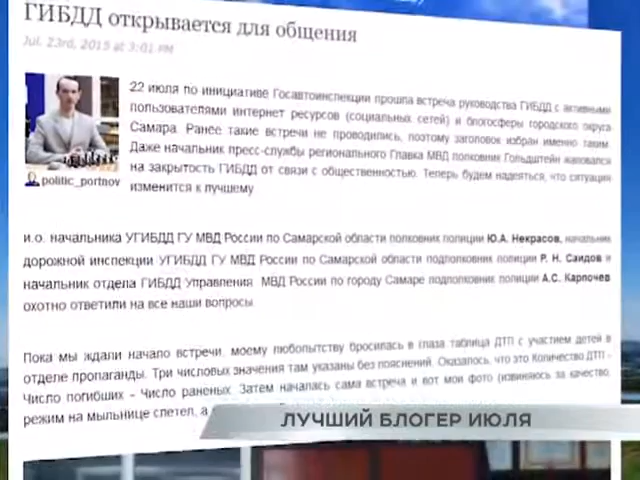 ГИБДД открывается для общения
Jul. 23rd, 2015 at 3:01 PM
22 июля по инициативе Госавтоинспекции прошла встреча руководства ГИБДД с активными
пользователями интернет ресурсов (социальных сетей) и блогосферы городского округа
Самара. Ранее такие встречи не проводились, поэтому заголовок избран именно таким.
Даже начальник пресс-службы регионального Главка МВД полковник Гольдштейн жаловался
на закрытость ГИБДД от связи с общественностью. Теперь будем надеяться, что ситуация
изменится к лучшему
politic_portnov
и.о. начальника УГИБДД ГУ МВД России по Самарской области полковник полиции Ю.А. Некрасов, начальник
дорожной инспекции УГИБДД ГУ МВД России по Самарской области подполковник полиции Р. Н. Саидов и
начальник отдела ГИБДД Управления МВД России по городу Самаре подполковник полиции А.С. Карпочев
охотно ответили на все наши вопросы
Пока мы ждали начало встречи, моему любопытству бросилась в глаза таблица ДТП с участием детей в
отделе пропаганды. Три числовых значения там указаны без пояснений. Оказалось, что это Количество ДТП -
Число погибших - Число раненых. Затем началась сама встреча и вот мои фото (извиняюсь за качество,
режим на мыльнице слетел, а
ЛУЧШИЙ БЛОГЕР ИЮЛЯ